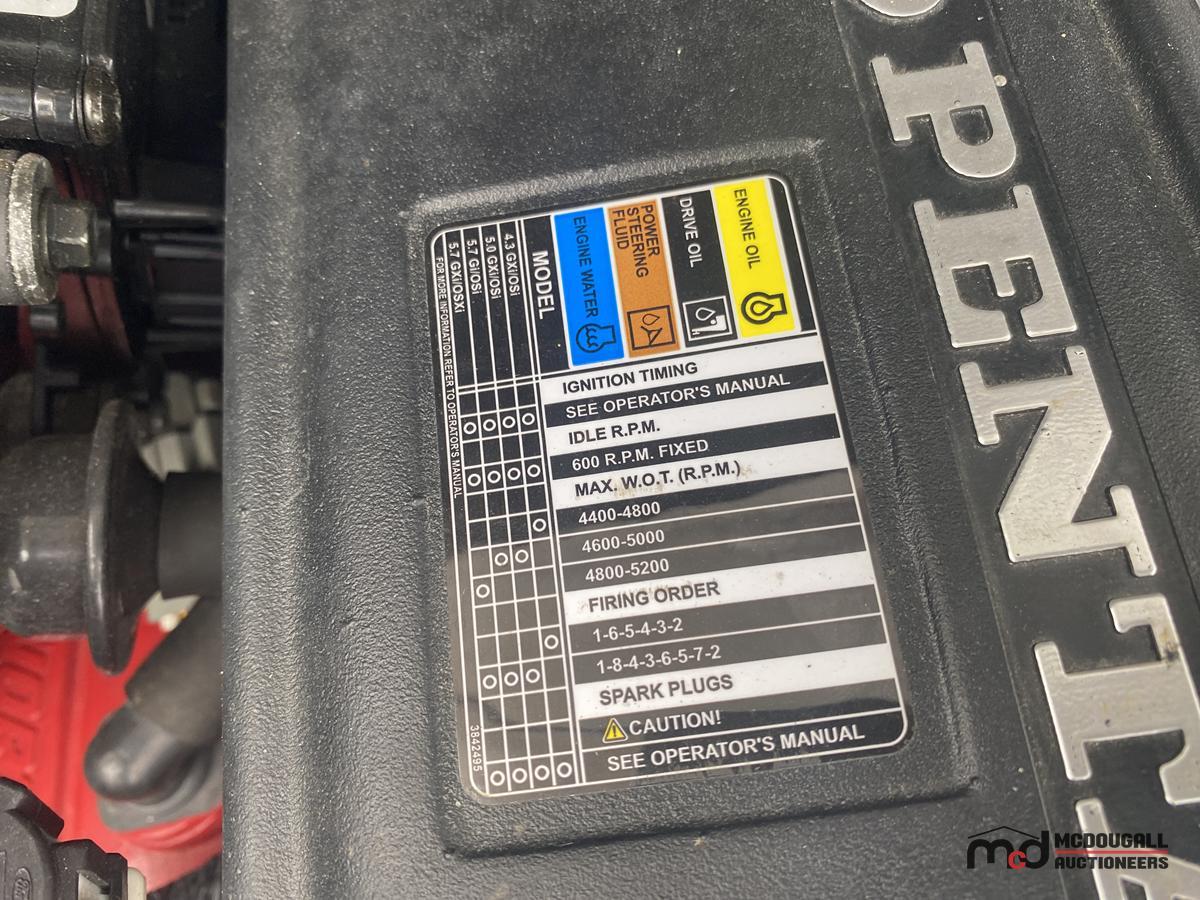 PENTA
ENGINE OIL
DRIVE OIL
POWER
STEERING
FLUID
ENGINE WATER
MODEL
4.3 GXi/OSi
5.0 GXi/OSi
5.7 Gi/OSi
5.7 GXi/OSXi
FOR MORE INFORMATION REFER TO OPERATOR'S MANUAL
IGNITION TIMING
SEE OPERATOR'S MANUAL
IDLE R.P.M.
600 R.P.M. FIXED
MAX. W.O.T. (R.P.M.)
4400-4800
4600-5000
4800-5200
FIRING ORDER
1-6-5-4-3-2
1-8-4-3-6-5-7-2
SPARK PLUGS
CAUTION!
SEE OPERATOR'S MANUAL
3842495
mcd MCDOUGALL
AUCTIONEERS